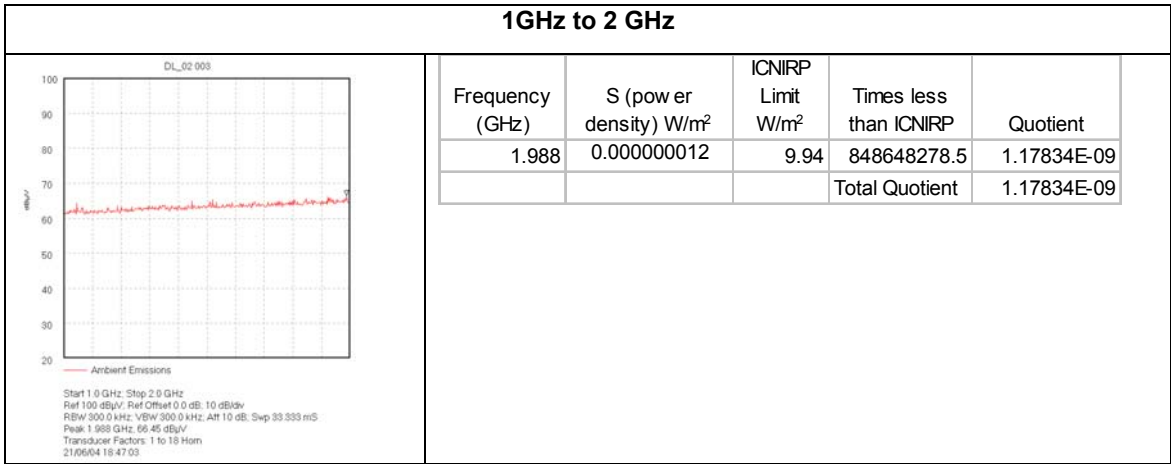 1GHz to 2 GHz
DL_02 003
100
90
80
70
60
50
40
30
20
dBµV
Ambient Emissions
Start 1.0 GHz; Stop 2.0 GHz
Ref 100 dBµV; Ref Offset 0.0 dB; 10 dB/div
RBW 300.0 kHz; VBW 300.0 kHz; Att 10 dB; Swp 33.333 mS
Peak 1.988 GHz, 66.45 dBµV
Transducer Factors: 1 to 18 Horn
21/06/04 18:47:03
Frequency (GHz) S (pow er density) W/m² ICNIRP Limit W/m² Times less than ICNIRP Quotient
1.988 0.000000012 9.94 848648278.5 1.17834E-09
Total Quotient 1.17834E-09